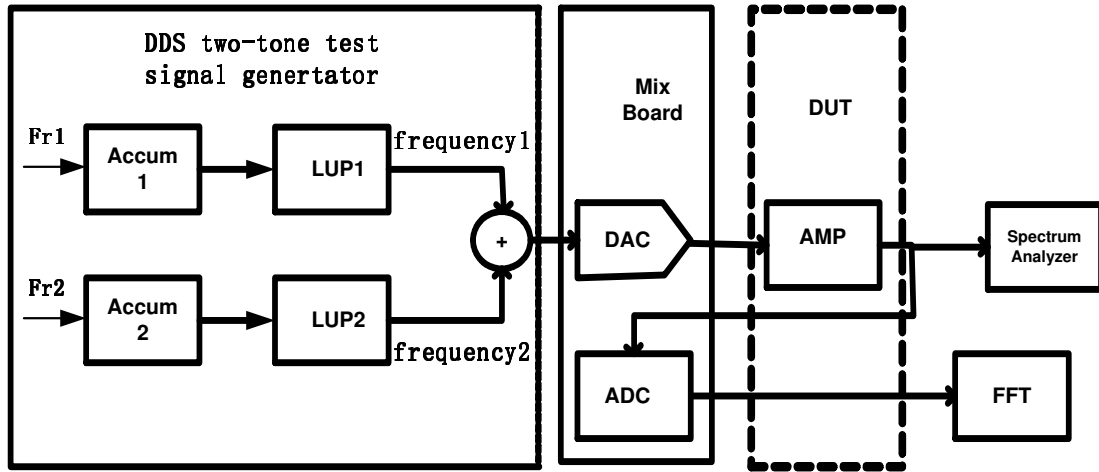 DDS two-tone test
signal genertator
Mix
Board
DUT
Fr1
Accum
1
LUP1
frequency1
+
DAC
AMP
Spectrum
Analyzer
Fr2
Accum
2
LUP2
frequency2
ADC
FFT